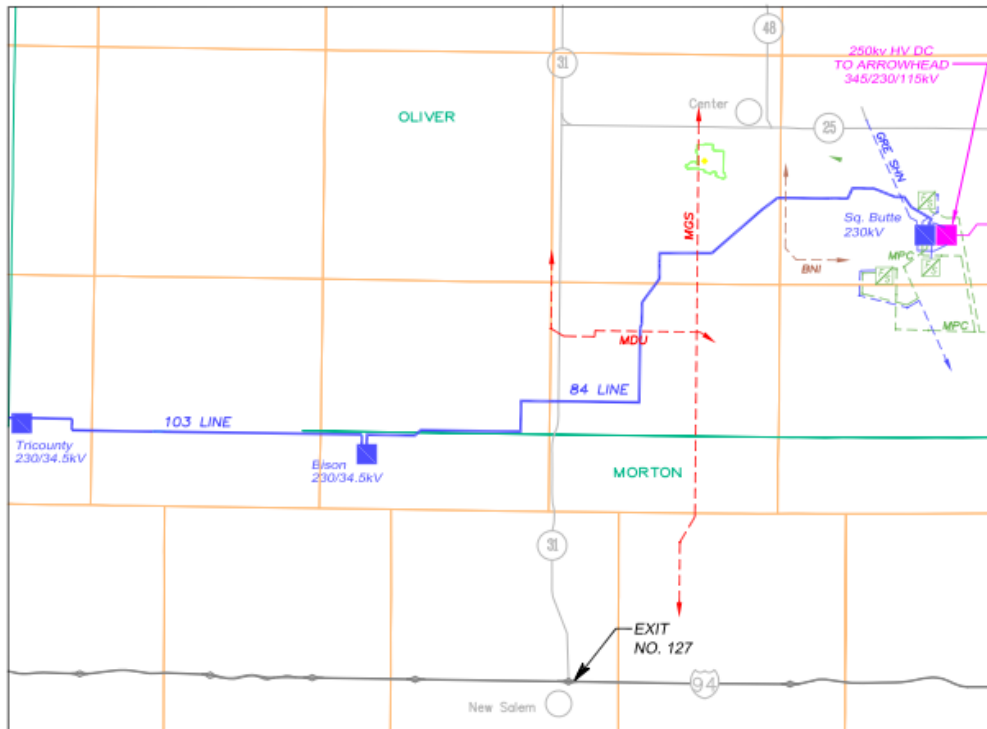 48
250kv HV DC
TO ARROWHEAD
345/230/115kV
31
Center
OLIVER
25
GRE SHN
MGS
Sq. Butte
230kV
MPC
BNI
MDU
MPC
84 LINE
103 LINE
Tricounty
230/34.5kV
Bison
230/34.5kV
MORTON
31
EXIT
NO. 127
94
New Salem